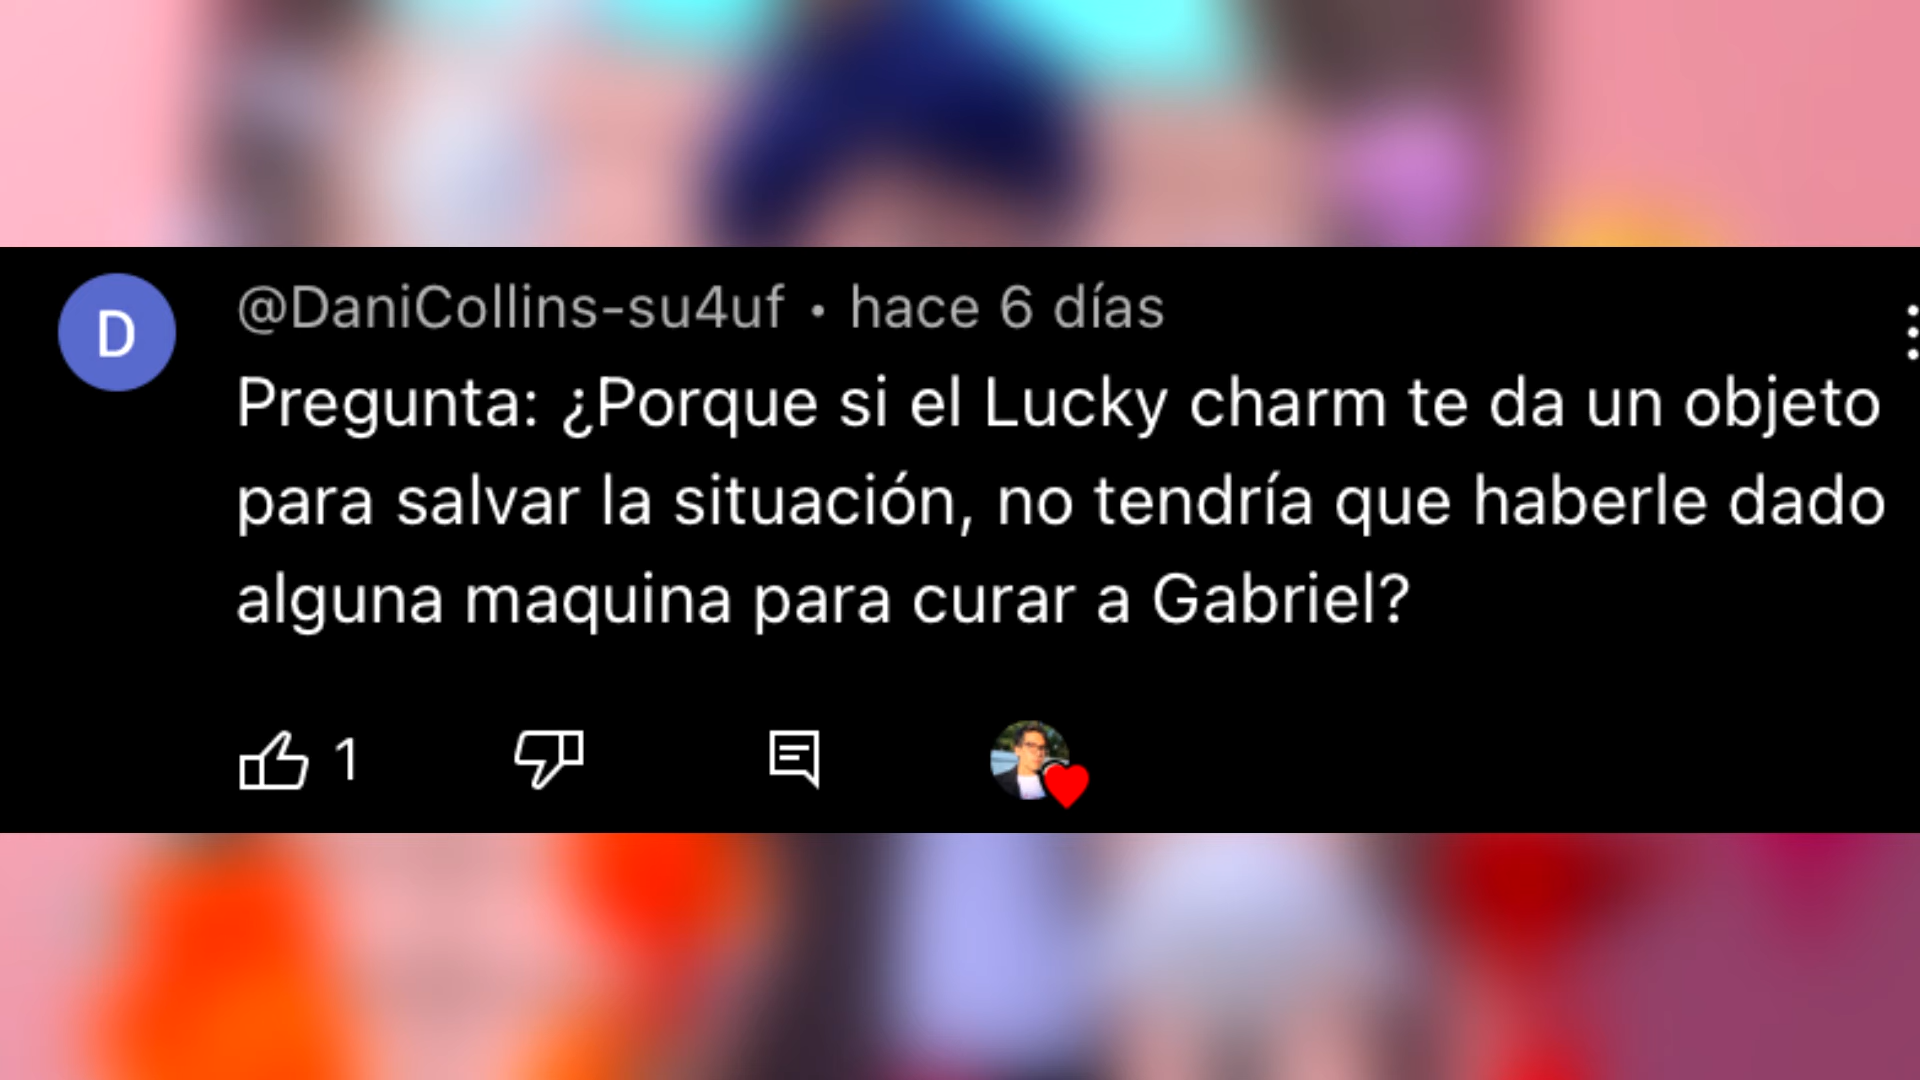 D
@DaniCollins-su4uf • hace 6 días
Pregunta: ¿Porque si el Lucky charm te da un objeto
para salvar la situación, no tendría que haberle dado
alguna maquina para curar a Gabriel?
1